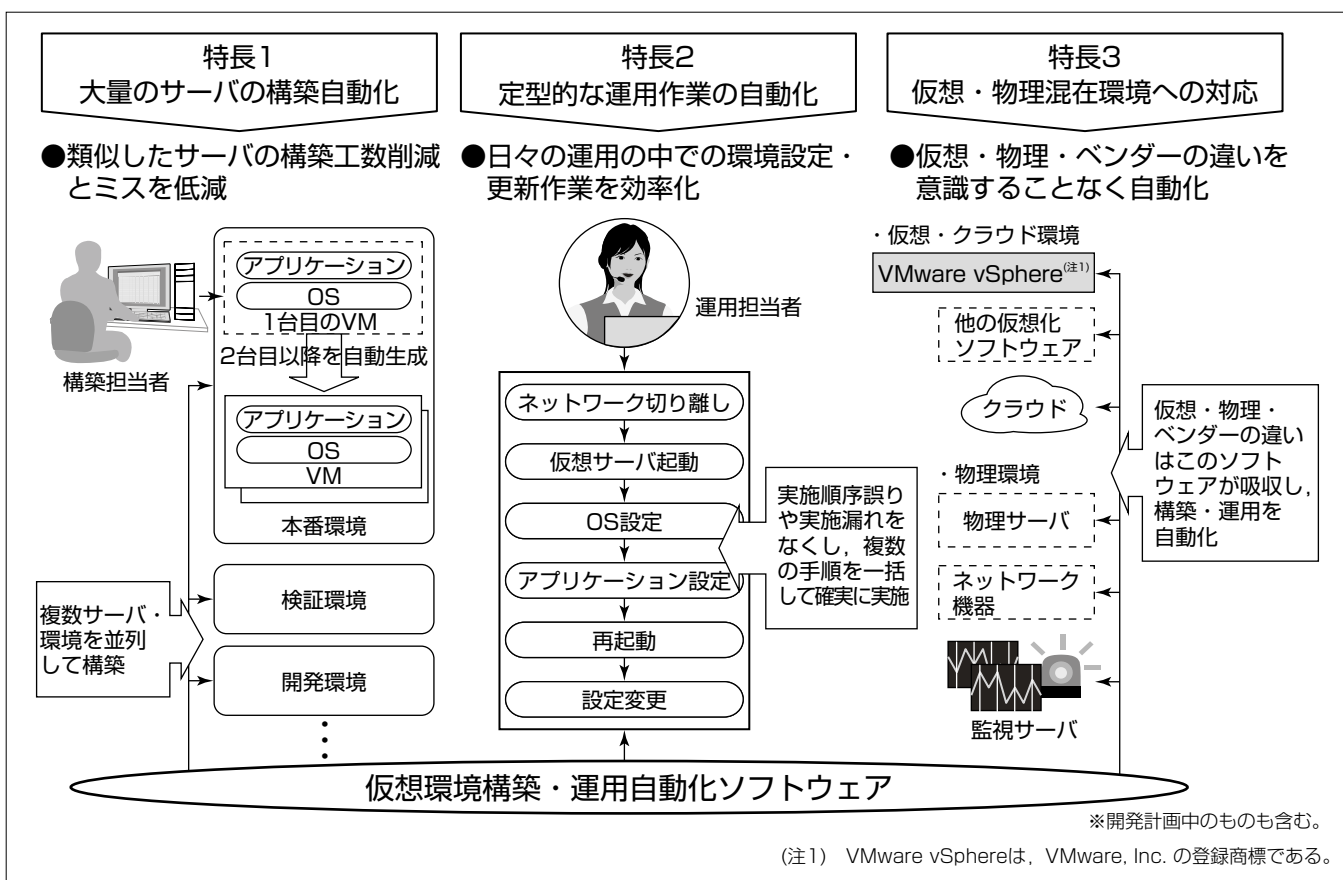 特長1
大量のサーバの構築自動化
●類似したサーバの構築工数削減
とミスを低減
アプリケーション
OS
1台目のVM
2台目以降を自動生成
構築担当者
アプリケーション
OS
VM
本番環境
複数サーバ・
環境を並列
して構築
検証環境
開発環境
特長2
定型的な運用作業の自動化
●日々の運用の中での環境設定・
更新作業を効率化
運用担当者
ネットワーク切り離し
仮想サーバ起動
OS設定
アプリケーション設定
再起動
設定変更
実施順序誤り
や実施漏れを
なくし，複数
の手順を一括
して確実に実施
特長3
仮想・物理混在環境への対応
●仮想・物理・ベンダーの違いを
意識することなく自動化
・仮想・クラウド環境
VMware vSphere(注1)
他の仮想化
ソフトウェア
クラウド
・物理環境
物理サーバ
ネットワーク
機器
監視サーバ
仮想・物理・
ベンダーの違い
はこのソフト
ウェアが吸収し，
構築・運用を
自動化
仮想環境構築・運用自動化ソフトウェア
※開発計画中のものも含む。
(注1)　VMware vSphereは，VMware, Inc. の登録商標である。